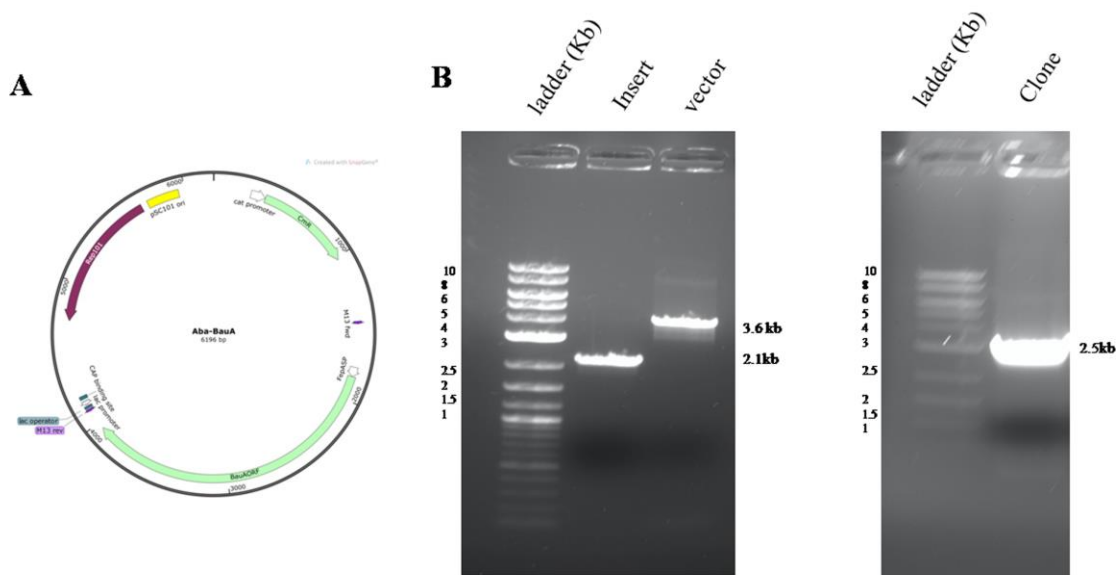 A
Created with SnapGene®
6000
pSC101 ori
cat promoter
CmR
1000
Rep101
5000
M13 fwd
Aba-BauA
6196 bp
FepASP
2000
CAP binding site
lac promoter
lac operator
M13 rev
4000
BauAORF
3000
B
ladder (Kb)
Insert
vector
10
8
6
5
4
3
2.5
2
1.5
1
3.6 kb
2.1kb
ladder (Kb)
Clone
10
8
6
5
4
3
2.5
2
1.5
1
2.5kb